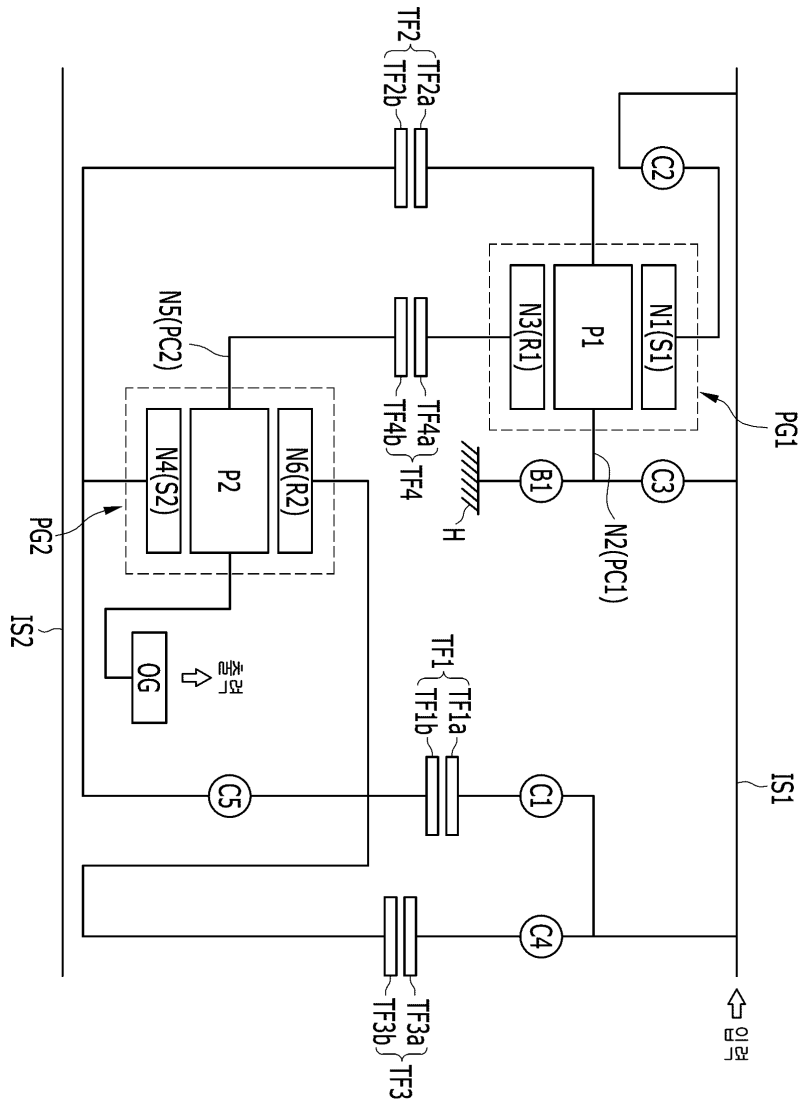 PG1
IS1
입력
C2
N1(S1)
C3
N2(PC1)
P1
N3(R1)
B1
C1
C4
H
TF1
TF1a
TF1b
TF2
TF2a
TF2b
TF4a
TF4b
TF4
TF3a
TF3b
TF3
N6(R2)
P2
C5
출력
N5(PC2)
N4(S2)
OG
PG2
IS2